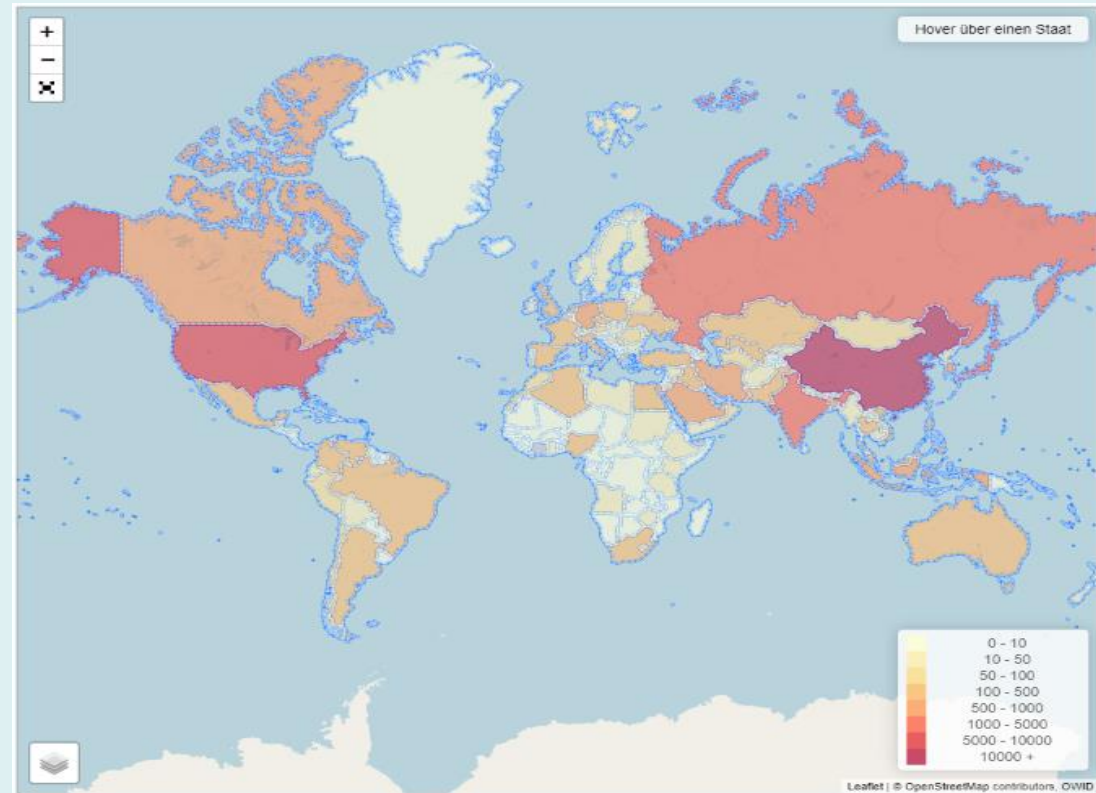 +
Hover über einen Staat
−
0 - 10
10 - 50
50 - 100
100 - 500
500 - 1000
1000 - 5000
5000 - 10000
10000 +
Leaflet | © OpenStreetMap contributors, OWID